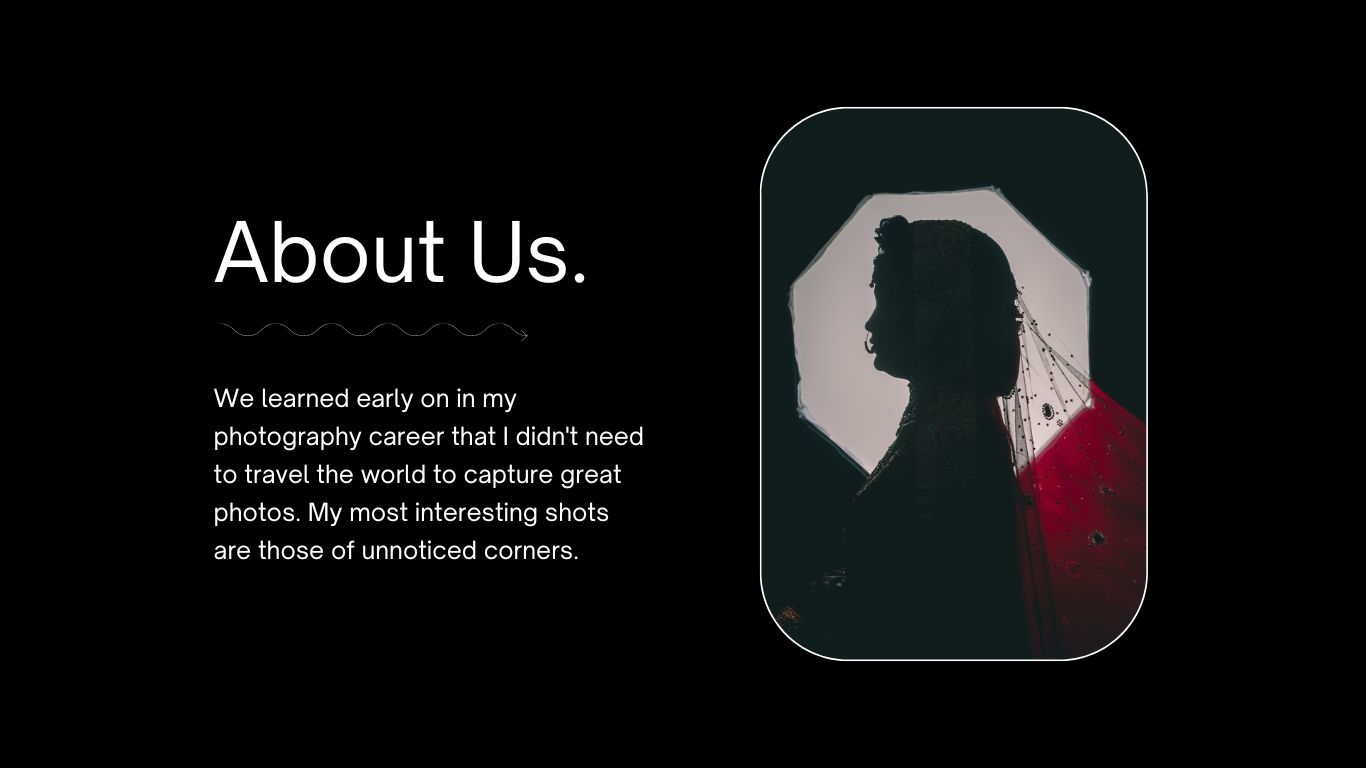 About Us.
We learned early on in my
photography career that I didn't need
to travel the world to capture great
photos. My most interesting shots
are those of unnoticed corners.